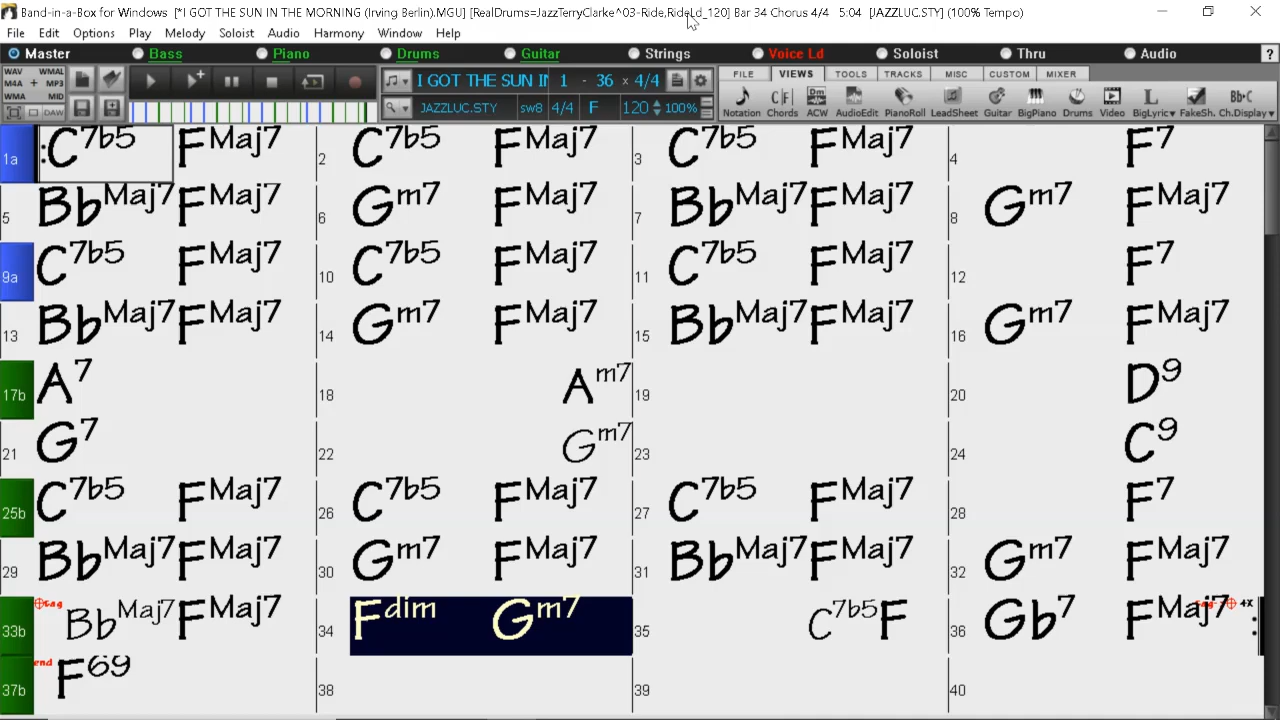 Band-in-a-Box for Windows [*I GOT THE SUN IN THE MORNING (Irving Berlin).MGU] [RealDrums=JazzTerryClarke^03-Ride,RideLd_120] Bar 34 Chorus 4/4 5:04 [JAZZLUC.STY] (100% Tempo)
File Edit Options Play Melody Soloist Audio Harmony Window Help
Master Bass Piano Drums Guitar Strings Voice Ld Soloist Thru Audio ?
WAV WMAL
M4A + MP3
WMA MID
DAW
I GOT THE SUN IN 1 - 36 x 4/4
JAZZLUC.STY sw8 4/4 F 120 100%
FILE VIEWS TOOLS TRACKS MISC CUSTOM MIXER
Notation Chords ACW AudioEdit PianoRoll LeadSheet Guitar BigPiano Drums Video BigLyric FakeSh. Ch.Display
1a :C7b5 FMaj7 2 C7b5 FMaj7 3 C7b5 FMaj7 4 F7
5 BbMaj7 FMaj7 6 Gm7 FMaj7 7 BbMaj7 FMaj7 8 Gm7 FMaj7
9a C7b5 FMaj7 10 C7b5 FMaj7 11 C7b5 FMaj7 12 F7
13 BbMaj7 FMaj7 14 Gm7 FMaj7 15 BbMaj7 FMaj7 16 Gm7 FMaj7
17b A7 18 Am7 19 20 D9
21 G7 22 Gm7 23 24 C9
25b C7b5 FMaj7 26 C7b5 FMaj7 27 C7b5 FMaj7 28 F7
29 BbMaj7 FMaj7 30 Gm7 FMaj7 31 BbMaj7 FMaj7 32 Gm7 FMaj7
33b tag BbMaj7 FMaj7 34 Fdim Gm7 35 C7b5 F 36 Gb7 FMaj7 4X :
37b end F69 38 39 40